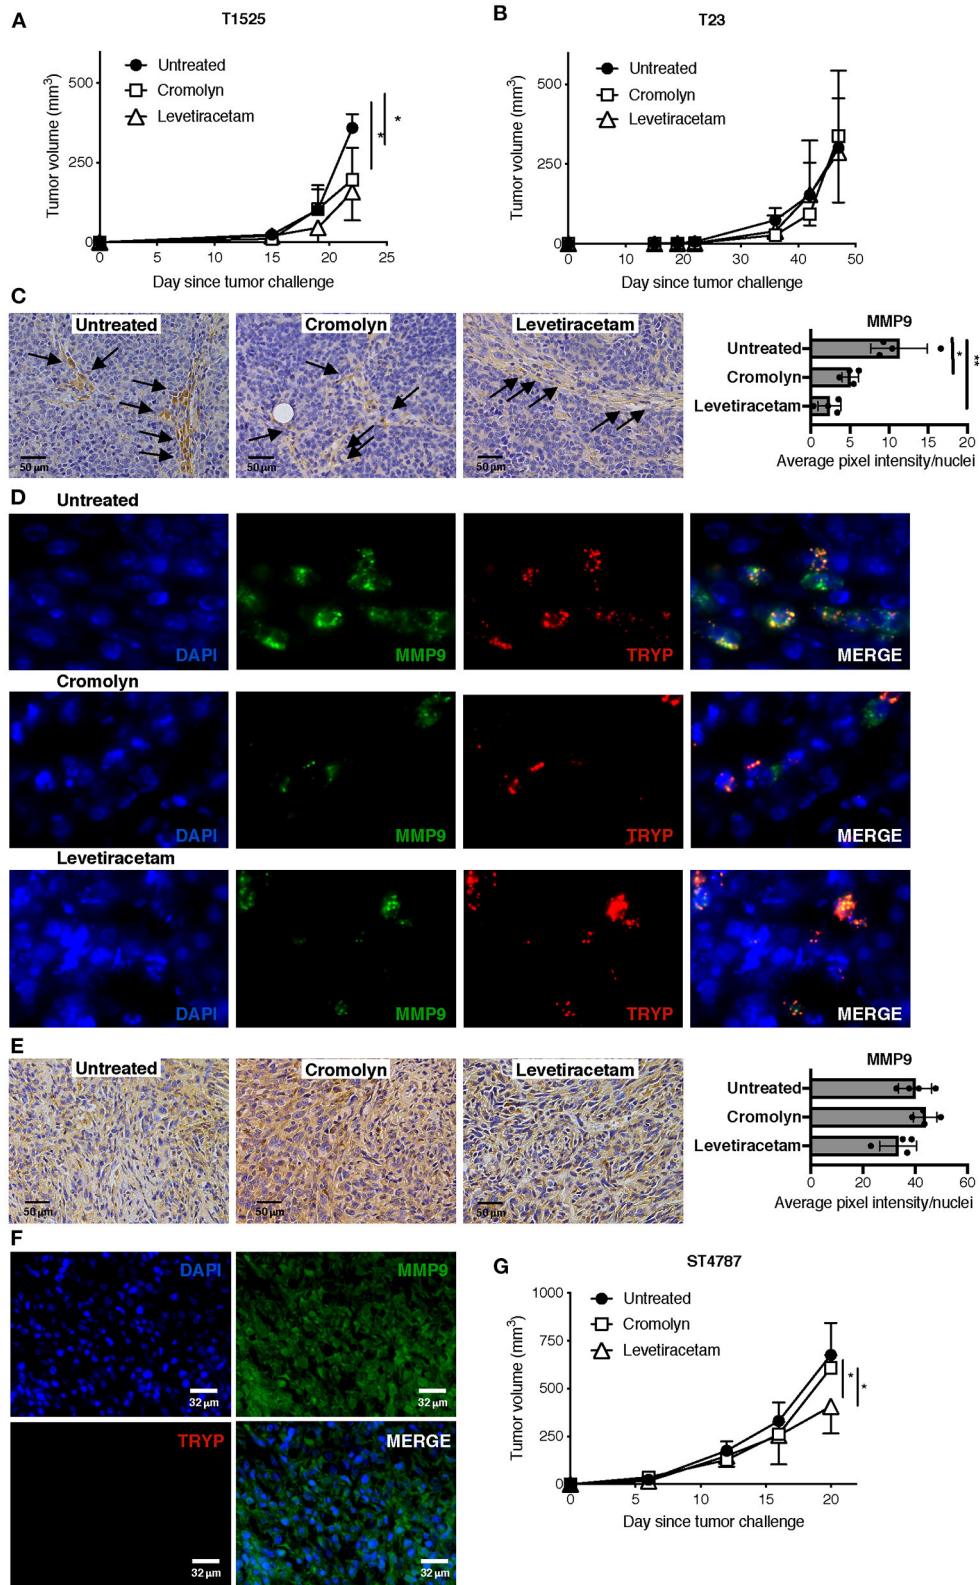 A
T1525
Tumor volume (mm³)
500
250
0
Untreated
Cromolyn
Levetiracetam
*
*
0 5 10 15 20 25
Day since tumor challenge
B
T23
Tumor volume (mm³)
500
250
0
Untreated
Cromolyn
Levetiracetam
0 10 20 30 40 50
Day since tumor challenge
C
Untreated
50 µm
Cromolyn
50 µm
Levetiracetam
50 µm
MMP9
Untreated
Cromolyn
Levetiracetam
*
**
0 5 10 15 20
Average pixel intensity/nuclei
D
Untreated
DAPI
MMP9
TRYP
MERGE
Cromolyn
DAPI
MMP9
TRYP
MERGE
Levetiracetam
DAPI
MMP9
TRYP
MERGE
E
Untreated
50 µm
Cromolyn
50 µm
Levetiracetam
50 µm
MMP9
Untreated
Cromolyn
Levetiracetam
0 20 40 60
Average pixel intensity/nuclei
F
DAPI
32 µm
MMP9
32 µm
TRYP
32 µm
MERGE
32 µm
G
ST4787
Tumor volume (mm³)
1000
750
500
250
0
Untreated
Cromolyn
Levetiracetam
*
*
0 5 10 15 20
Day since tumor challenge